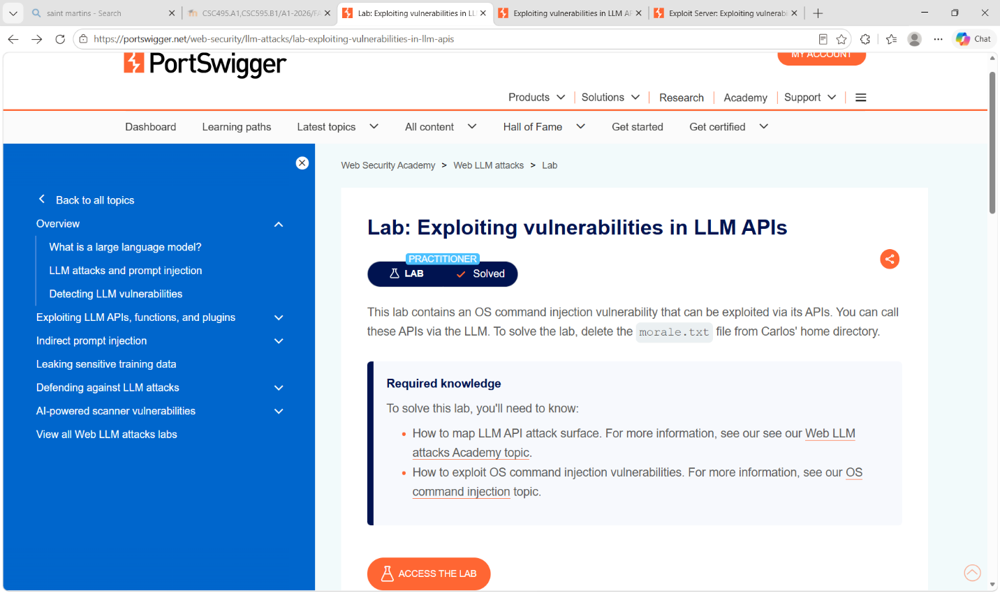 saint martins - Search
CSC495.A1,CSC595.B1/A1-2026/FA
Lab: Exploiting vulnerabilities in LL
Exploiting vulnerabilities in LLM AP
Exploit Server: Exploiting vulnerabi
https://portswigger.net/web-security/llm-attacks/lab-exploiting-vulnerabilities-in-llm-apis
Chat
PortSwigger
MY ACCOUNT
Products
Solutions
Research
Academy
Support
Dashboard
Learning paths
Latest topics
All content
Hall of Fame
Get started
Get certified
Back to all topics
Overview
What is a large language model?
LLM attacks and prompt injection
Detecting LLM vulnerabilities
Exploiting LLM APIs, functions, and plugins
Indirect prompt injection
Leaking sensitive training data
Defending against LLM attacks
AI-powered scanner vulnerabilities
View all Web LLM attacks labs
Web Security Academy > Web LLM attacks > Lab
Lab: Exploiting vulnerabilities in LLM APIs
PRACTITIONER
LAB Solved
This lab contains an OS command injection vulnerability that can be exploited via its APIs. You can call
these APIs via the LLM. To solve the lab, delete the morale.txt file from Carlos' home directory.
Required knowledge
To solve this lab, you'll need to know:
• How to map LLM API attack surface. For more information, see our see our Web LLM
attacks Academy topic.
• How to exploit OS command injection vulnerabilities. For more information, see our OS
command injection topic.
ACCESS THE LAB